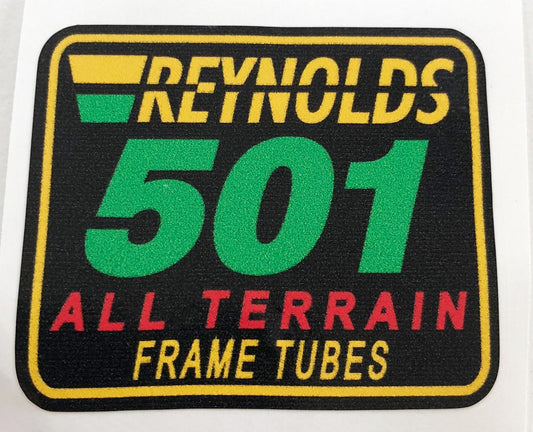 REYNOLDS
501
ALL TERRAIN
FRAME TUBES